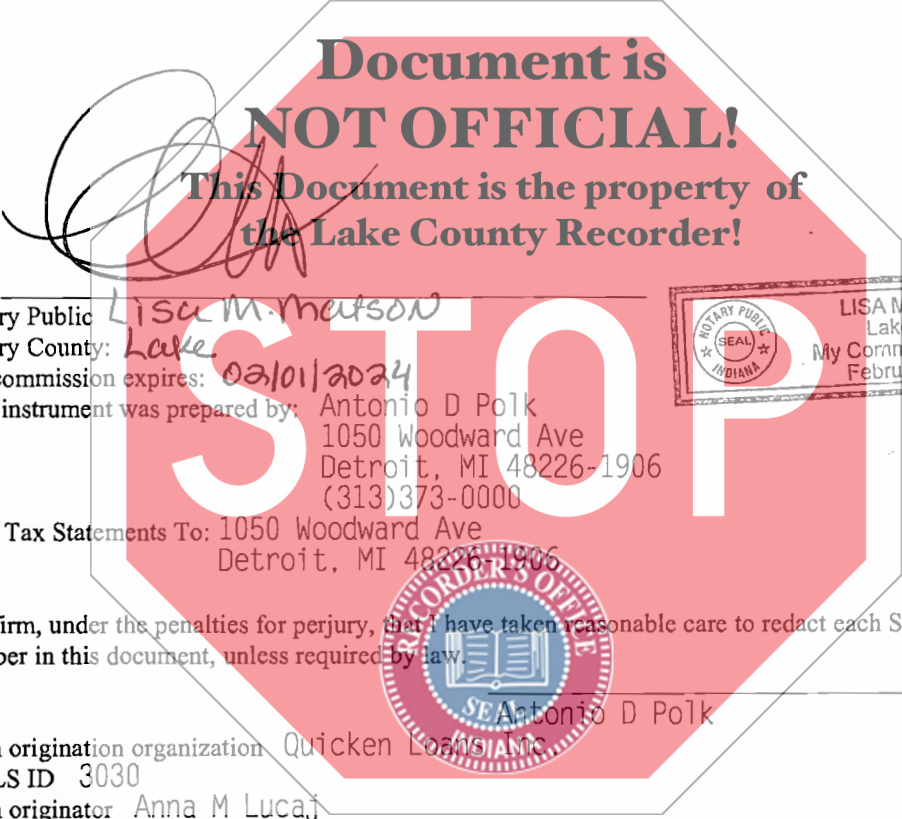 Document is
NOT OFFICIAL!
This Document is the property of
the Lake County Recorder!
STOP
ry Public Lisa M. Matson
ry County: Lake
commission expires: 02/01/2024
instrument was prepared by: Antonio D Polk
1050 Woodward Ave
Detroit, MI 48226-1906
(313)373-0000
NOTARY PUBLIC
SEAL
INDIANA
LISA M
Lake
My Comm
Febru
Tax Statements To: 1050 Woodward Ave
Detroit, MI 48226-1906
irm, under the penalties for perjury, that I have taken reasonable care to redact each S
ber in this document, unless required by law.
RECORDER'S OFFICE
SEAL
INDIANA
Antonio D Polk
origination organization Quicken Loans Inc.
LS ID 3030
originator Anna M Lucaj